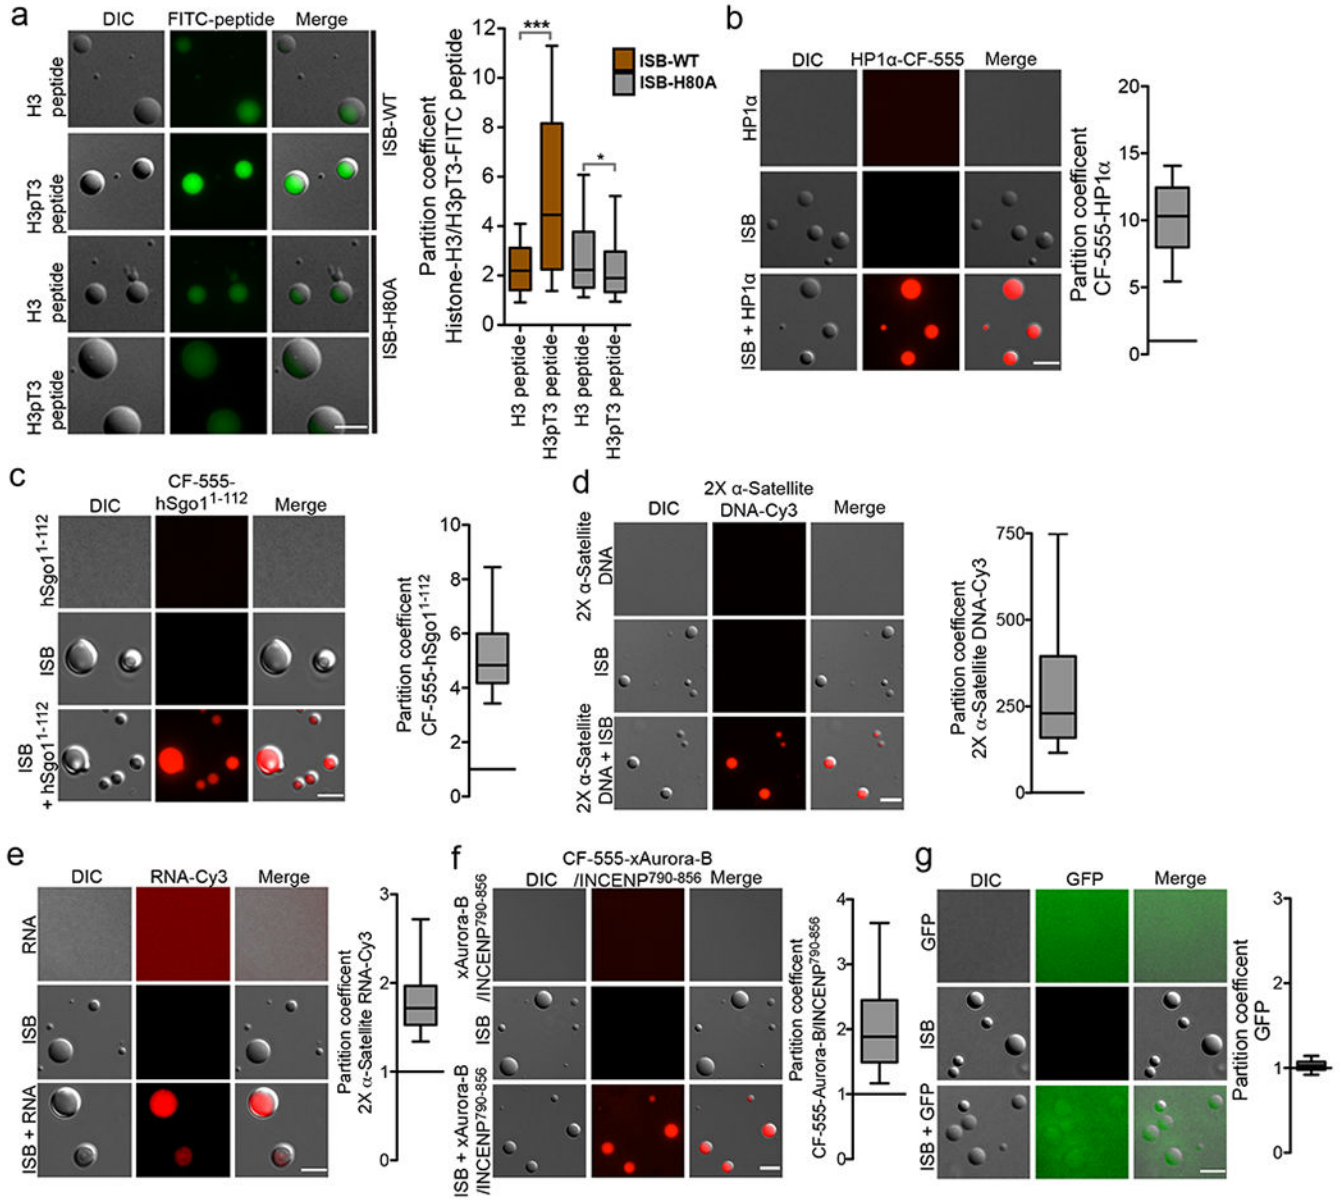 a
DIC FITC-peptide Merge
H3
peptide
H3pT3
peptide
H3
peptide
H3pT3
peptide
ISB-WT
ISB-H80A
Partition coefficent
Histone-H3/H3pT3-FITC peptide
12
10
8
6
4
2
0
***
*
ISB-WT
ISB-H80A
H3 peptide
H3pT3 peptide
H3 peptide
H3pT3 peptide
b
DIC HP1α-CF-555 Merge
HP1α
ISB
ISB + HP1α
Partition coefficent
CF-555-HP1α
20
15
10
5
0
c
CF-555-
DIC hSgo1 1-112 Merge
hSgo1 1-112
ISB
ISB
+ hSgo1 1-112
Partition coefficent
CF-555-hSgo1 1-112
10
8
6
4
2
0
d
2X α-Satellite
DIC DNA-Cy3 Merge
2X α-Satellite
DNA
ISB
2X α-Satellite
DNA + ISB
Partition coefficent
2X α-Satellite DNA-Cy3
750
500
250
0
e
DIC RNA-Cy3 Merge
RNA
ISB
ISB + RNA
Partition coefficent
2X α-Satellite RNA-Cy3
3
2
1
0
f
CF-555-xAurora-B
DIC /INCENP790-856 Merge
xAurora-B
/INCENP790-856
ISB
ISB + xAurora-B
/INCENP790-856
Partition coefficent
CF-555-Aurora-B/INCENP790-856
4
3
2
1
0
g
DIC GFP Merge
GFP
ISB
ISB + GFP
Partition coefficent
GFP
3
2
1
0